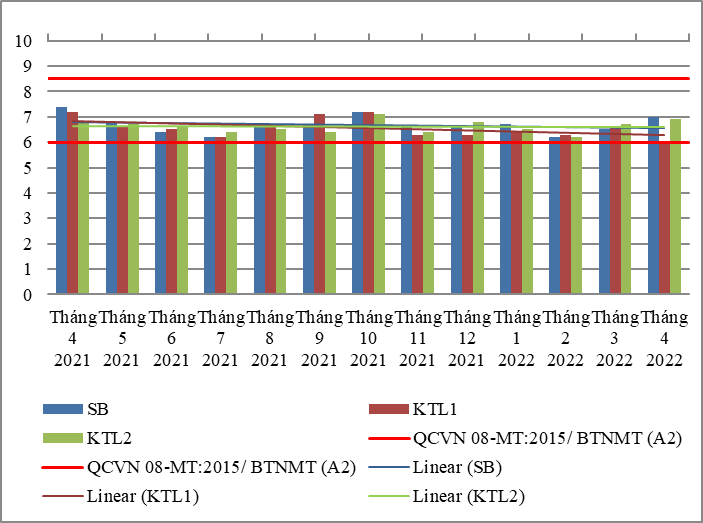 10
9
8
7
6
5
4
3
2
1
0
Tháng Tháng Tháng Tháng Tháng Tháng Tháng Tháng Tháng Tháng Tháng Tháng Tháng
4 5 6 7 8 9 10 11 12 1 2 3 4
2021 2021 2021 2021 2021 2021 2021 2021 2021 2022 2022 2022 2022
SB KTL1
KTL2 QCVN 08-MT:2015/ BTNMT (A2)
QCVN 08-MT:2015/ BTNMT (A2) Linear (SB)
Linear (KTL1) Linear (KTL2)